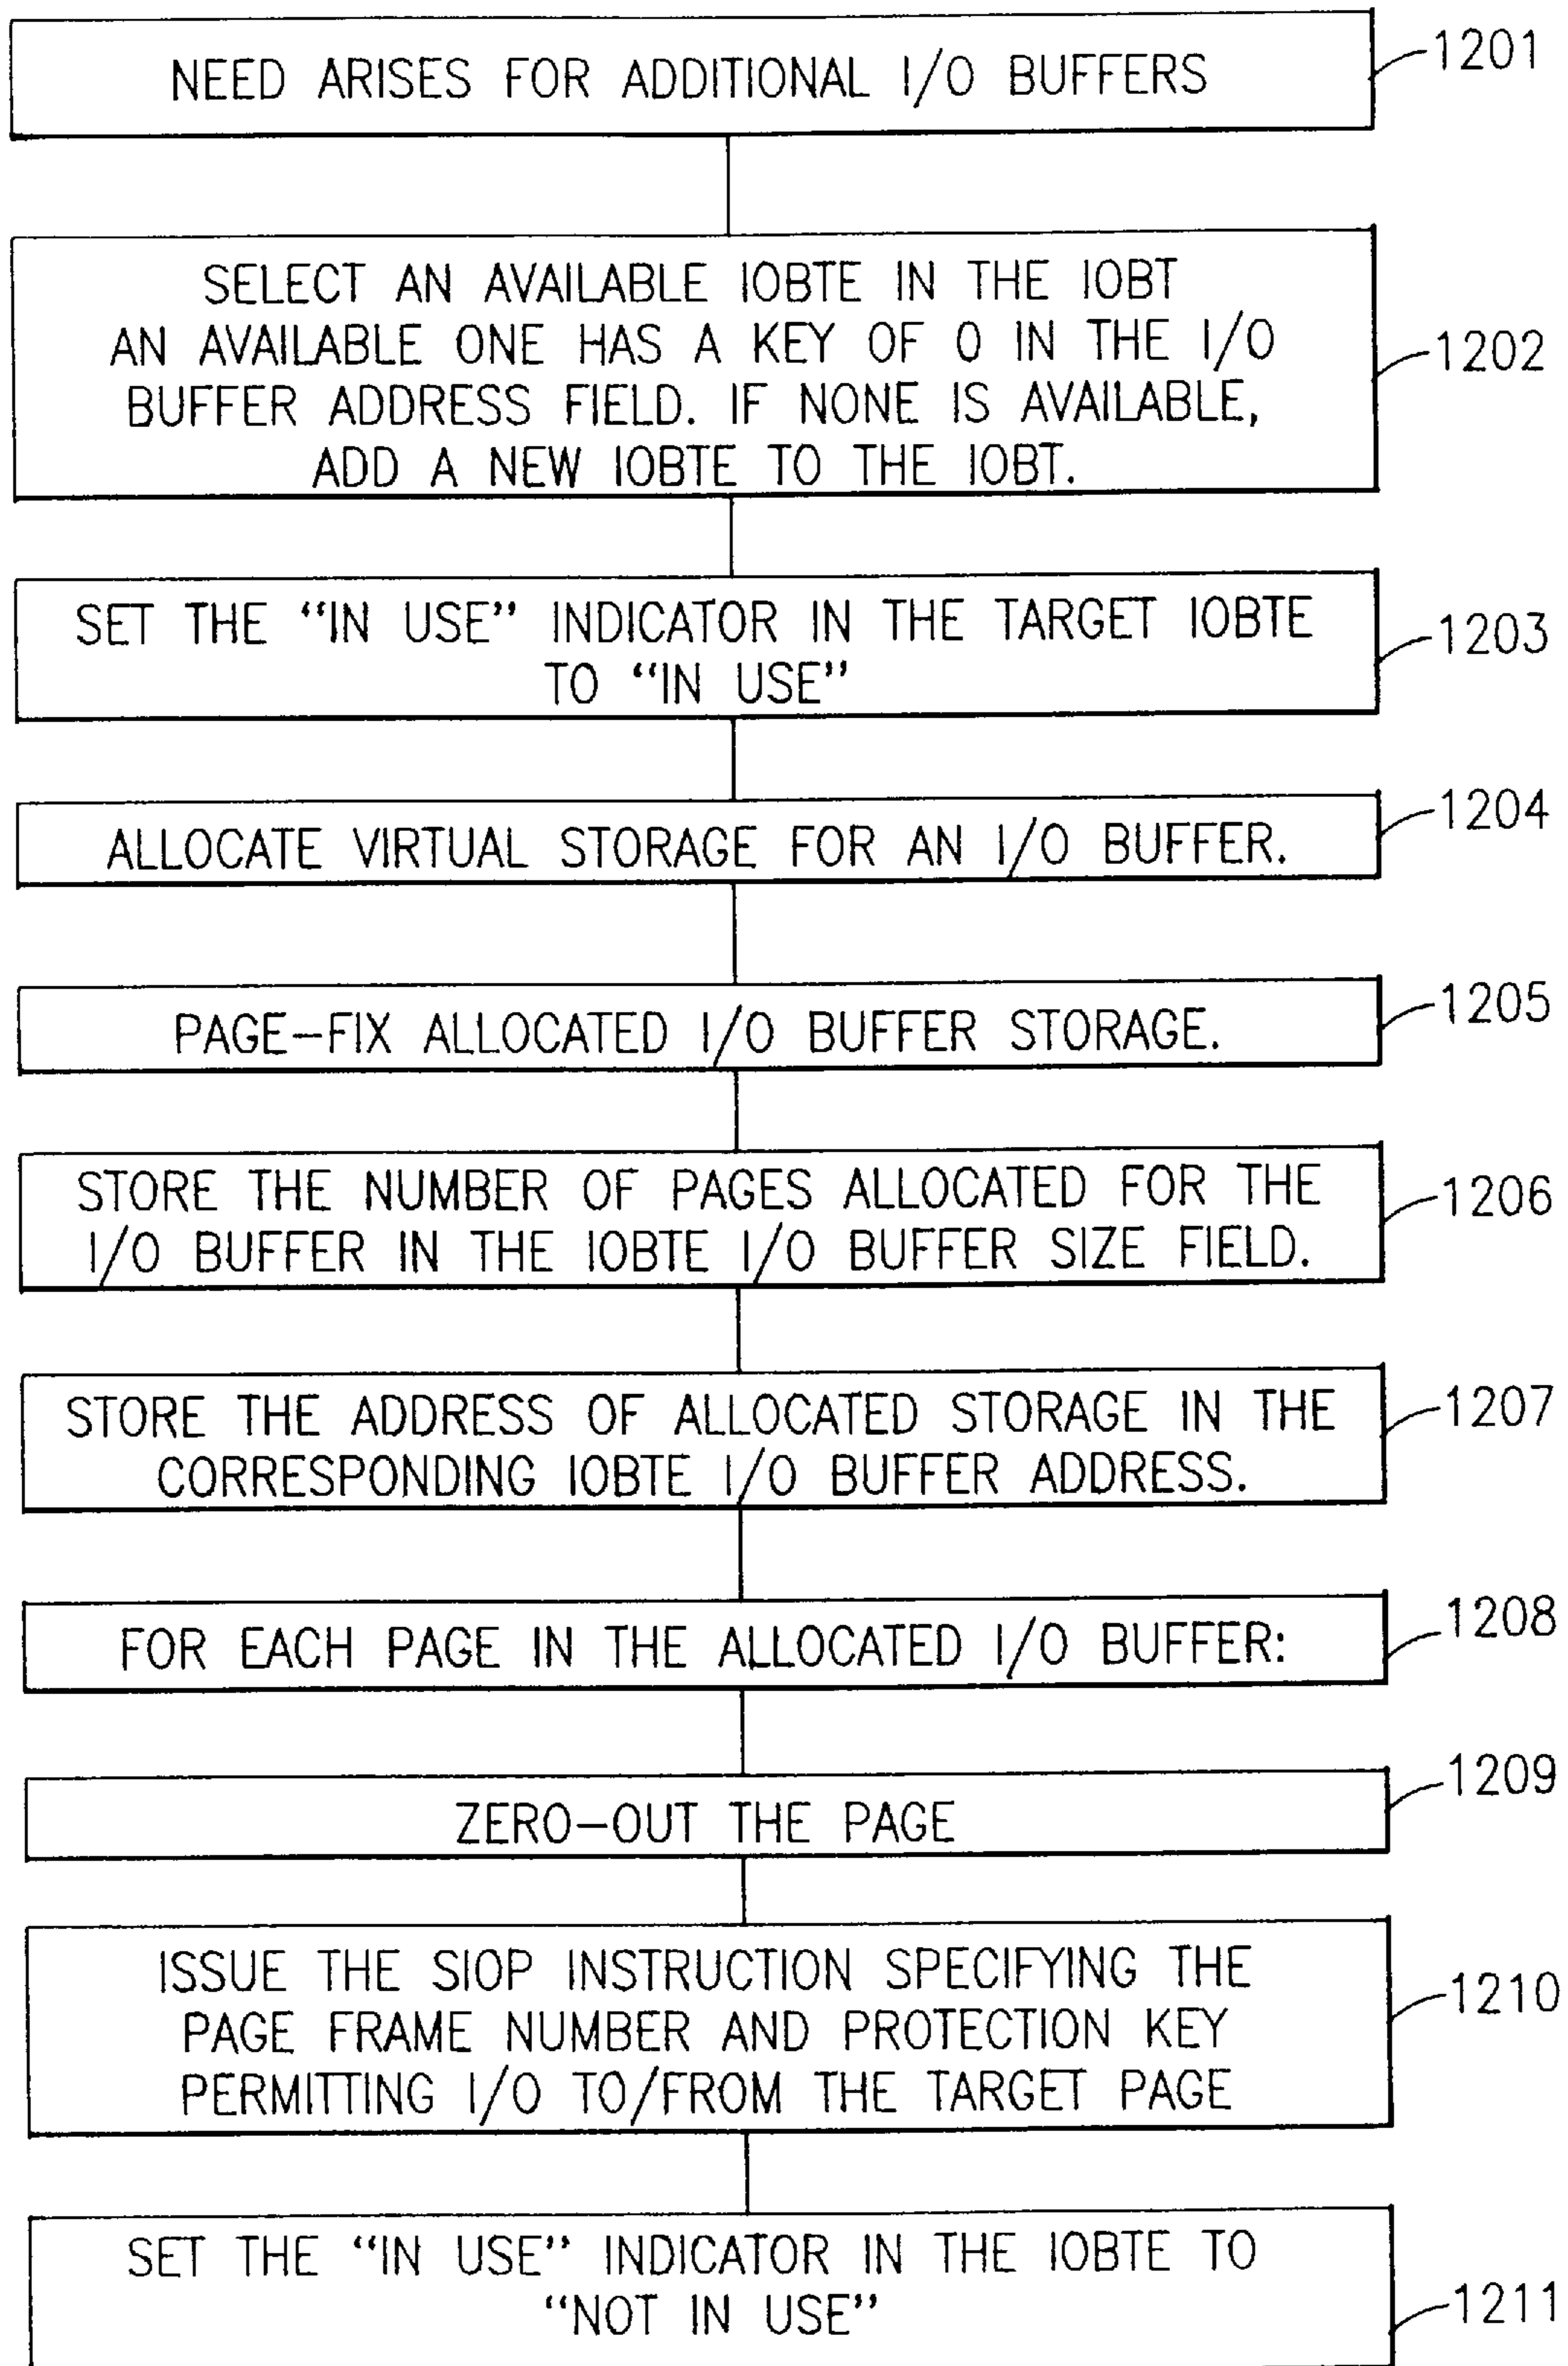 NEED ARISES FOR ADDITIONAL I/O BUFFERS
1201
SELECT AN AVAILABLE IOBTE IN THE IOBT
AN AVAILABLE ONE HAS A KEY OF 0 IN THE I/O
BUFFER ADDRESS FIELD. IF NONE IS AVAILABLE,
ADD A NEW IOBTE TO THE IOBT.
1202
SET THE “IN USE” INDICATOR IN THE TARGET IOBTE
TO “IN USE”
1203
ALLOCATE VIRTUAL STORAGE FOR AN I/O BUFFER.
1204
PAGE-FIX ALLOCATED I/O BUFFER STORAGE.
1205
STORE THE NUMBER OF PAGES ALLOCATED FOR THE
I/O BUFFER IN THE IOBTE I/O BUFFER SIZE FIELD.
1206
STORE THE ADDRESS OF ALLOCATED STORAGE IN THE
CORRESPONDING IOBTE I/O BUFFER ADDRESS.
1207
FOR EACH PAGE IN THE ALLOCATED I/O BUFFER:
1208
ZERO-OUT THE PAGE
1209
ISSUE THE SIOP INSTRUCTION SPECIFYING THE
PAGE FRAME NUMBER AND PROTECTION KEY
PERMITTING I/O TO/FROM THE TARGET PAGE
1210
SET THE “IN USE” INDICATOR IN THE IOBTE TO
“NOT IN USE”
1211